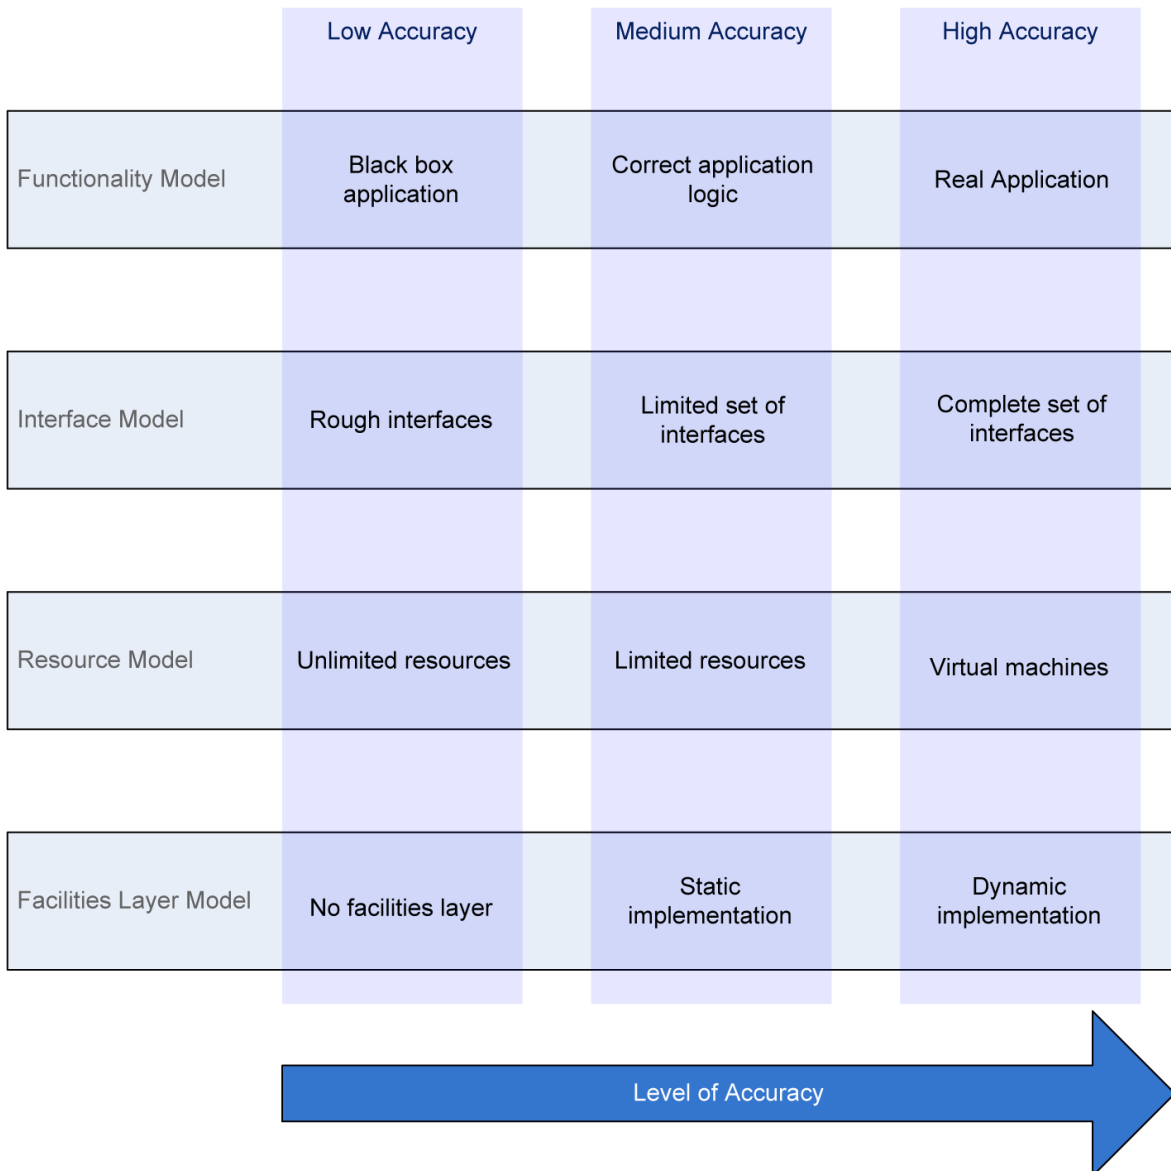 Low Accuracy
Medium Accuracy
High Accuracy
Functionality Model
Black box
application
Correct application
logic
Real Application
Interface Model
Rough interfaces
Limited set of
interfaces
Complete set of
interfaces
Resource Model
Unlimited resources
Limited resources
Virtual machines
Facilities Layer Model
No facilities layer
Static
implementation
Dynamic
implementation
Level of Accuracy